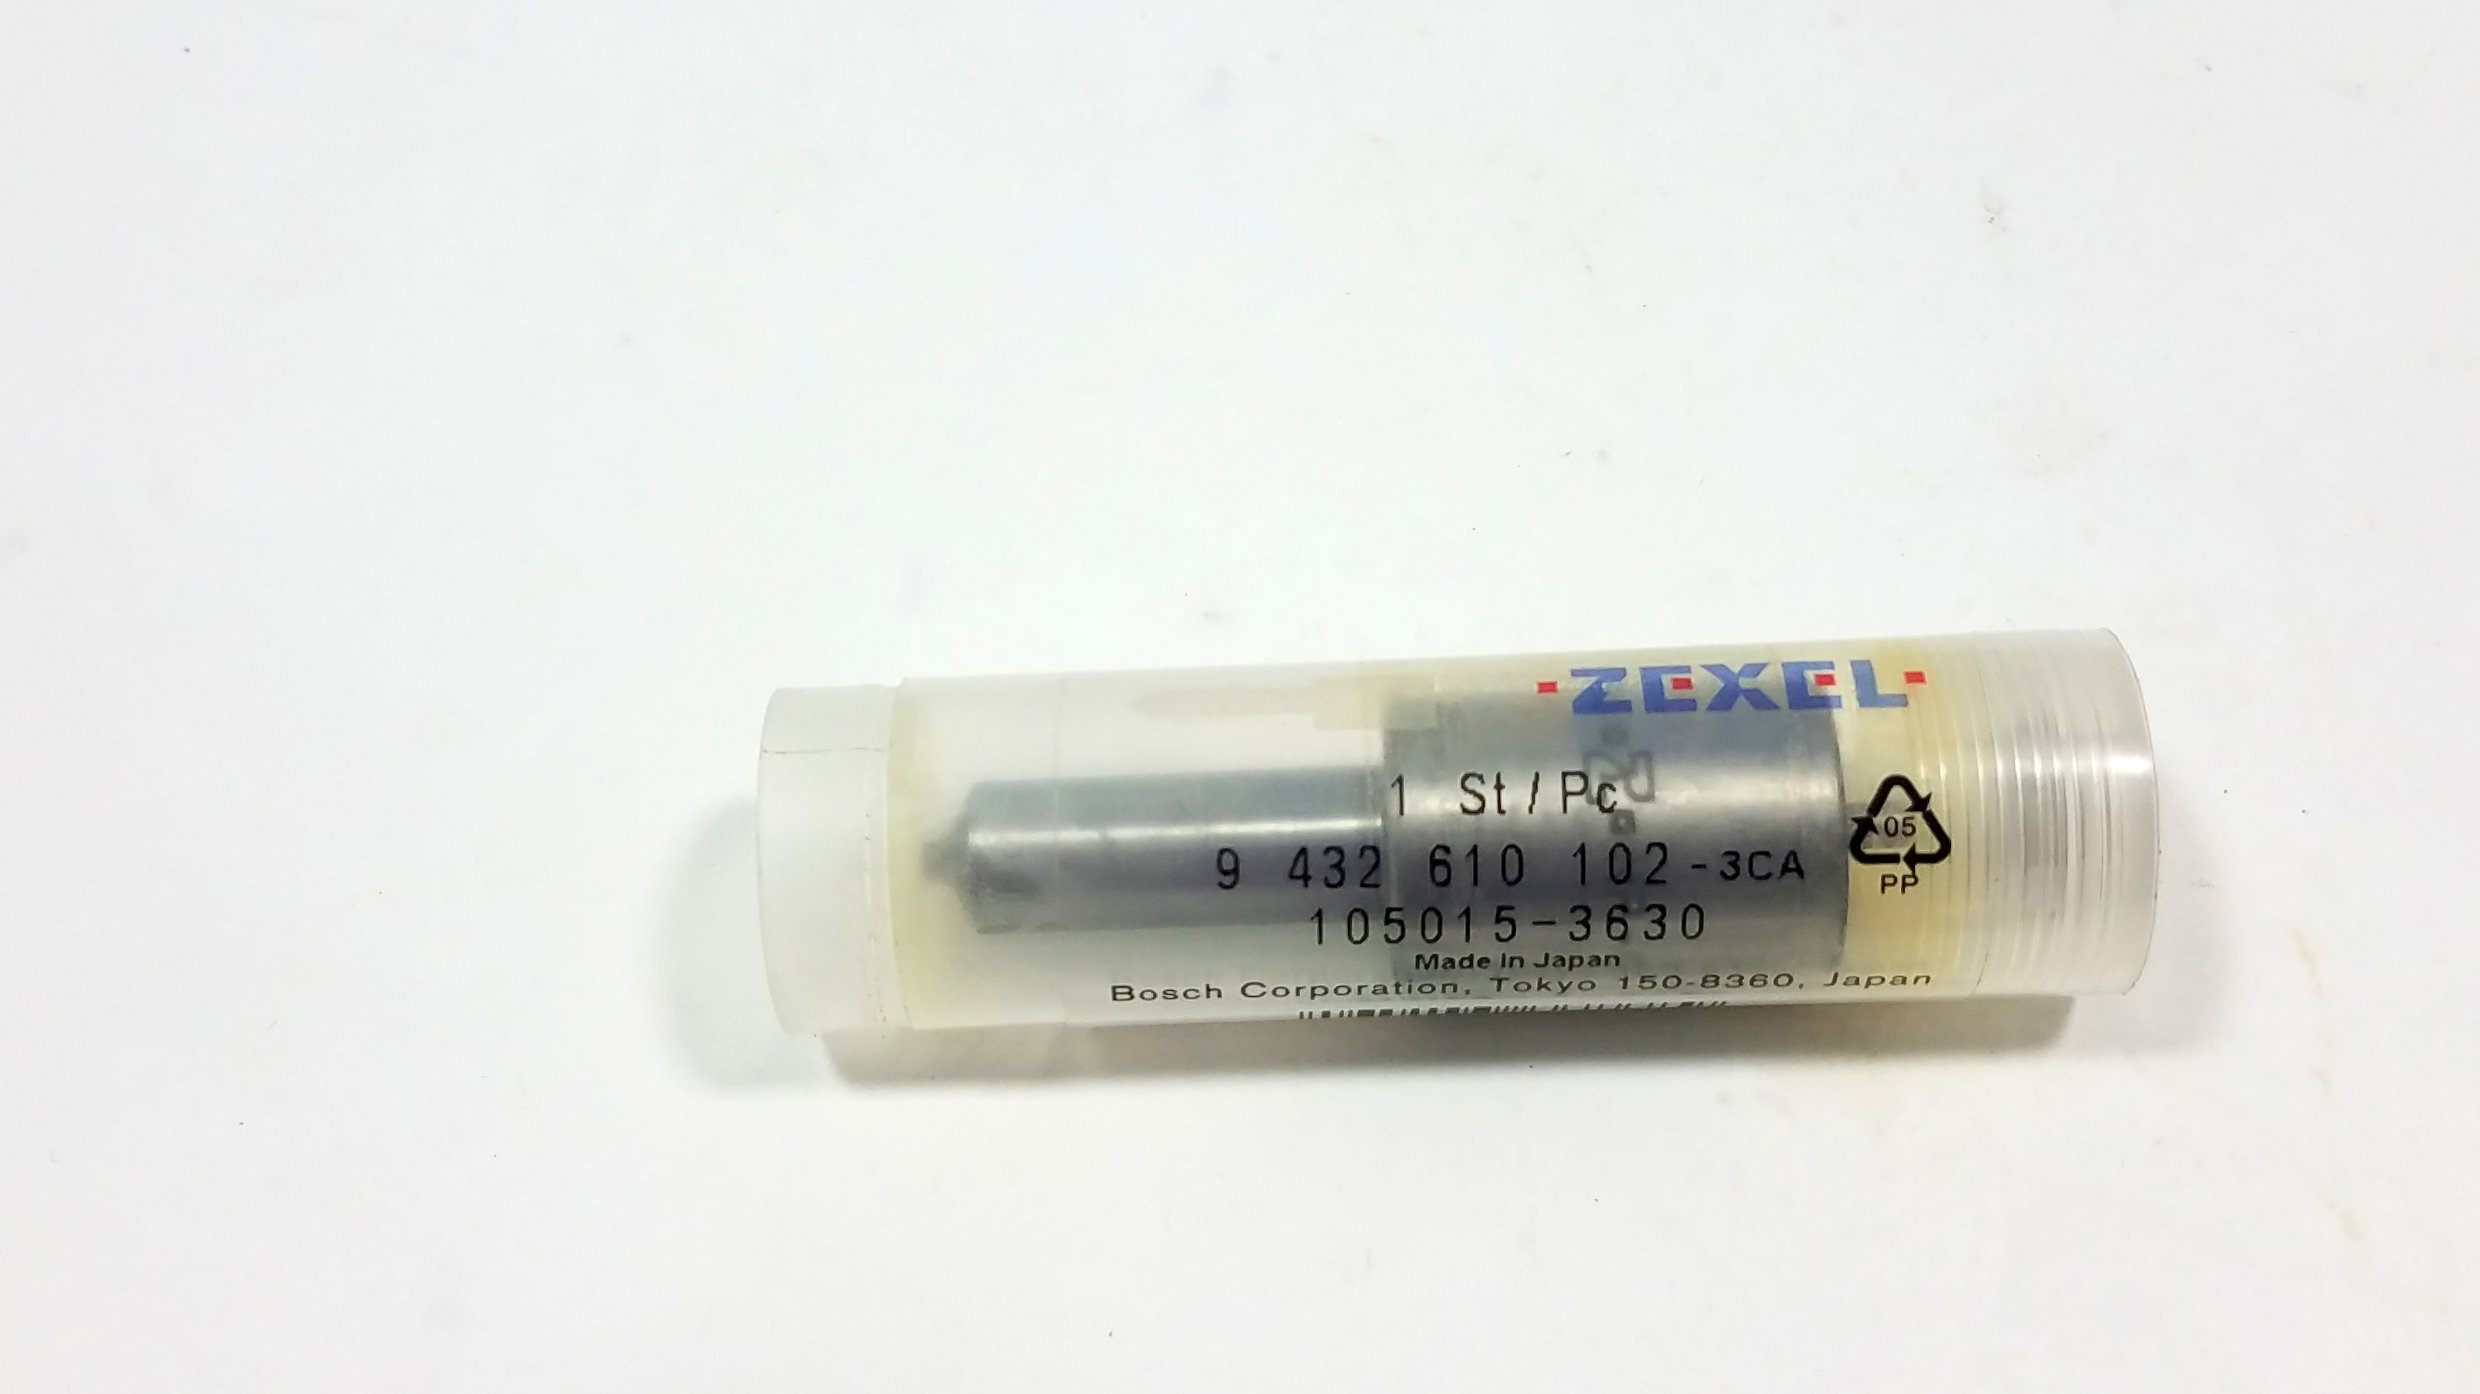 ZEXEL
1 St / Pc
9 432 610 102 -3CA
105015-3630
05
PP
Made in Japan
Bosch Corporation, Tokyo 150-8360, Japan